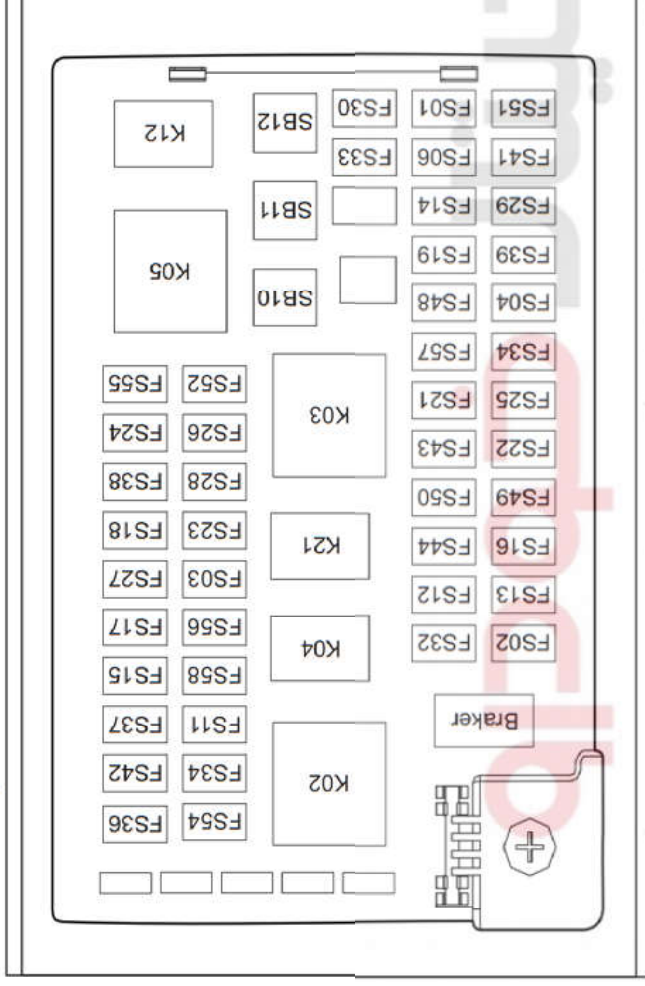 Braker
FS02 FS32
FS13 FS12
FS16 FS44
FS49 FS50
FS22 FS43
FS25 FS21
FS34 FS57
FS04 FS48
FS39 FS19
FS29 FS14
FS41 FS06 FS33
FS51 FS01 FS30
K02
K04
K21
K03
FS54 FS36
FS34 FS42
FS11 FS37
FS58 FS15
FS56 FS17
FS03 FS27
FS23 FS18
FS28 FS38
FS26 FS24
FS52 FS55
SB10
SB11
SB12
K05
K12